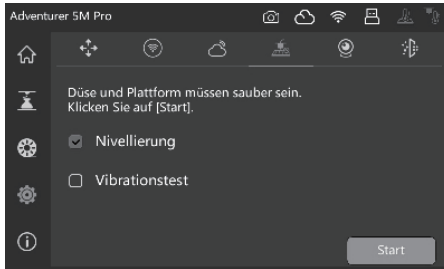 Adventurer 5M Pro
Düse und Plattform müssen sauber sein.
Klicken Sie auf [Start].
Nivellierung
Vibrationstest
Start